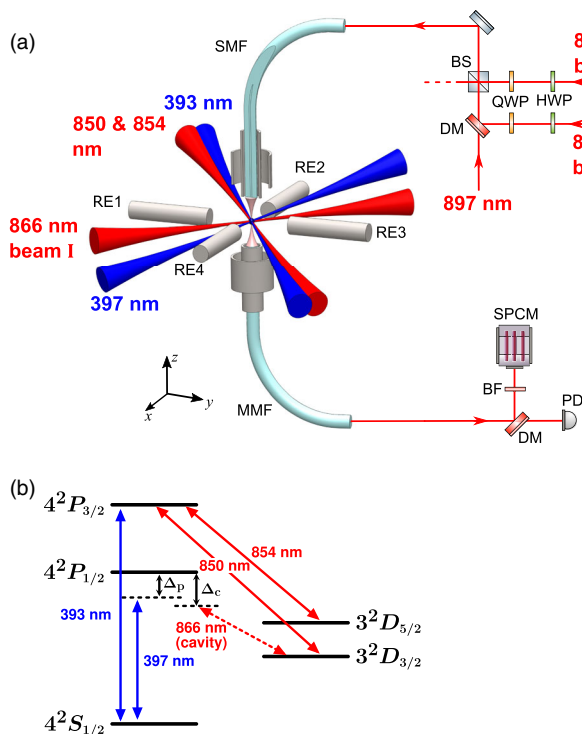 (a)
SMF
393 nm
850 & 854
nm
BS
QWP
HWP
8
b
DM
8
b
897 nm
RE1
RE2
866 nm
beam I
RE3
RE4
397 nm
SPCM
BF
PD
z
y
x
MMF
DM
(b)
4²P₃/₂
854 nm
850 nm
4²P₁/₂
Δp
Δc
393 nm
866 nm
(cavity)
3²D₅/₂
397 nm
3²D₃/₂
4²S₁/₂